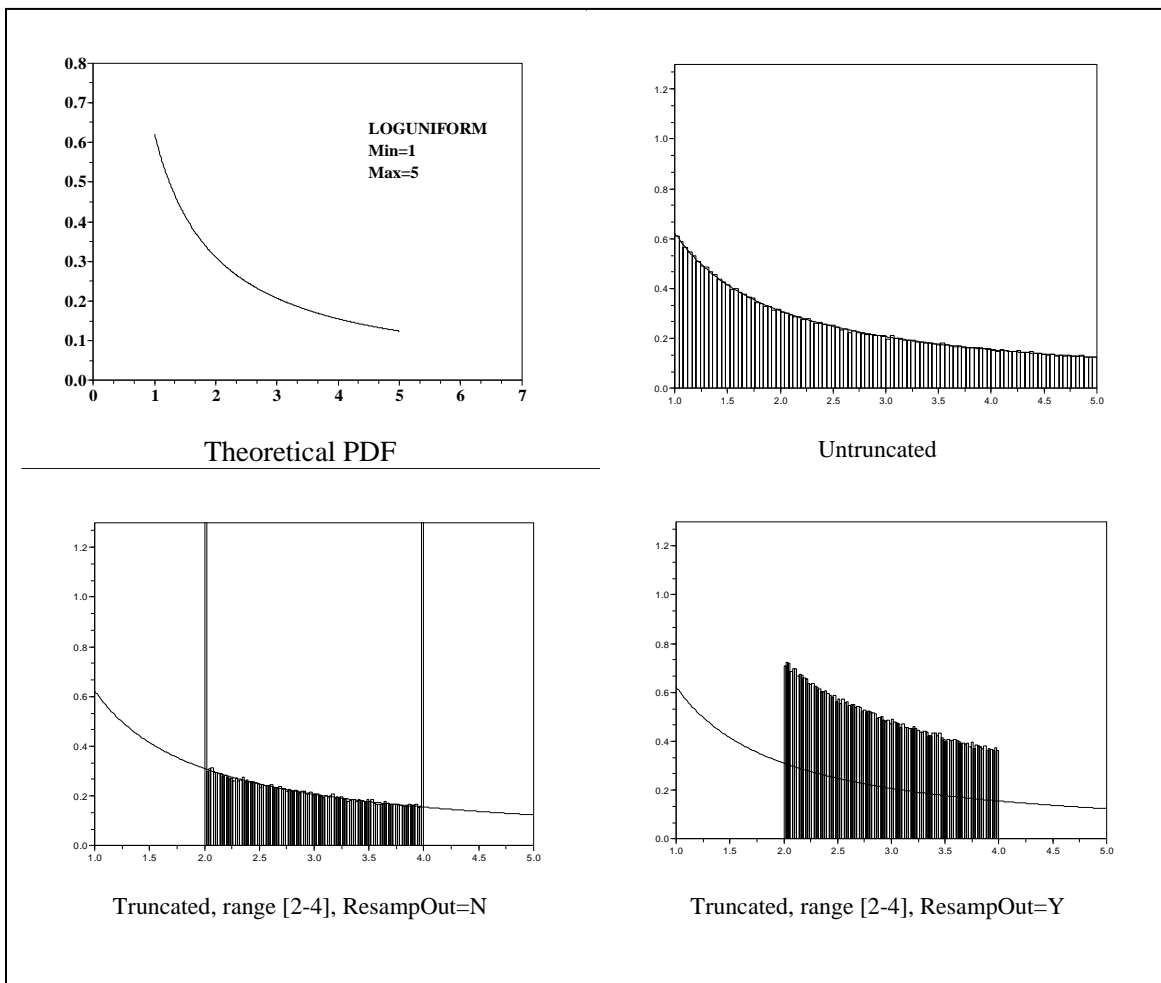 0.8
0.7
0.6
0.5
0.4
0.3
0.2
0.1
0.0
0 1 2 3 4 5 6 7
LOGUNIFORM
Min=1
Max=5
Theoretical PDF
1.2
1.0
0.8
0.6
0.4
0.2
0.0
1.0 1.5 2.0 2.5 3.0 3.5 4.0 4.5 5.0
Untruncated
1.2
1.0
0.8
0.6
0.4
0.2
0.0
1.0 1.5 2.0 2.5 3.0 3.5 4.0 4.5 5.0
Truncated, range [2-4], ResampOut=N
1.2
1.0
0.8
0.6
0.4
0.2
0.0
1.0 1.5 2.0 2.5 3.0 3.5 4.0 4.5 5.0
Truncated, range [2-4], ResampOut=Y